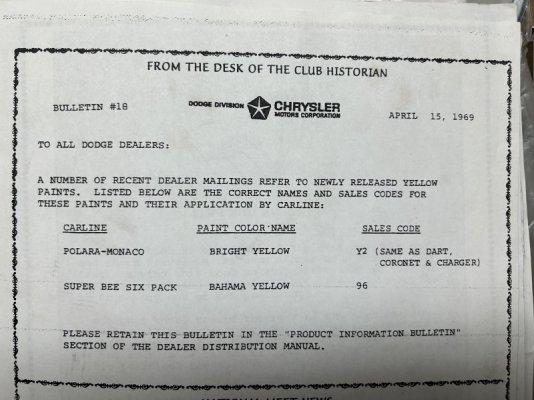 FROM THE DESK OF THE CLUB HISTORIAN
BULLETIN #18 DODGE DIVISION CHRYSLER MOTORS CORPORATION APRIL 15, 1969
TO ALL DODGE DEALERS:
A NUMBER OF RECENT DEALER MAILINGS REFER TO NEWLY RELEASED YELLOW
PAINTS. LISTED BELOW ARE THE CORRECT NAMES AND SALES CODES FOR
THESE PAINTS AND THEIR APPLICATION BY CARLINE:
CARLINE PAINT COLOR NAME SALES CODE
POLARA-MONACO BRIGHT YELLOW Y2 (SAME AS DART,
CORONET & CHARGER)
SUPER BEE SIX PACK BAHAMA YELLOW 96
PLEASE RETAIN THIS BULLETIN IN THE "PRODUCT INFORMATION BULLETIN"
SECTION OF THE DEALER DISTRIBUTION MANUAL.
NATIONAL MEET NEWS